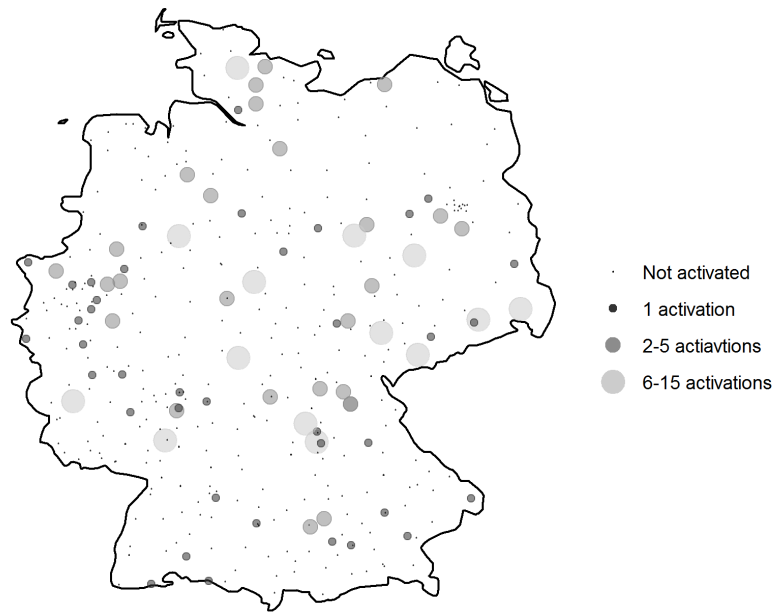 Not activated
1 activation
2-5 actiavtions
6-15 activations